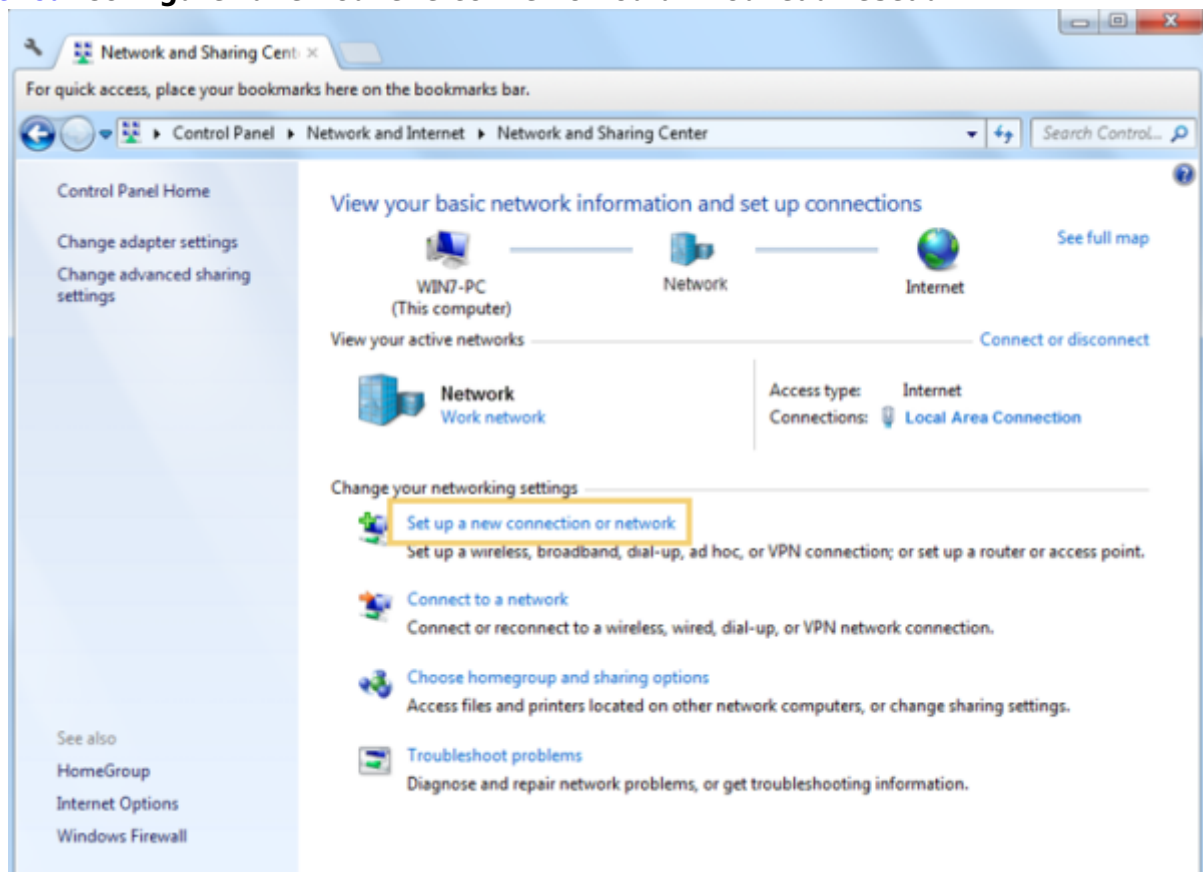 Network and Sharing Cent
For quick access, place your bookmarks here on the bookmarks bar.
Control Panel Network and Internet Network and Sharing Center Search Control...
Control Panel Home
Change adapter settings
Change advanced sharing
settings
See also
HomeGroup
Internet Options
Windows Firewall
View your basic network information and set up connections
See full map
WIN7-PC
(This computer)
Network
Internet
View your active networks
Connect or disconnect
Network
Work network
Access type: Internet
Connections: Local Area Connection
Change your networking settings
Set up a new connection or network
Set up a wireless, broadband, dial-up, ad hoc, or VPN connection; or set up a router or access point.
Connect to a network
Connect or reconnect to a wireless, wired, dial-up, or VPN network connection.
Choose homegroup and sharing options
Access files and printers located on other network computers, or change sharing settings.
Troubleshoot problems
Diagnose and repair network problems, or get troubleshooting information.